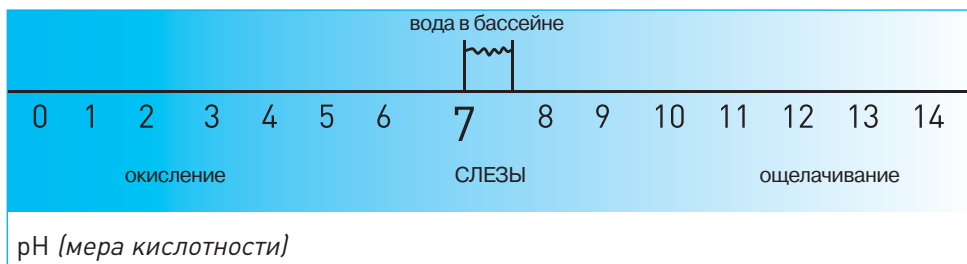 вода в бассейне
0 1 2 3 4 5 6 7 8 9 10 11 12 13 14
окисление СЛЕЗЫ ощелачивание
pH (мера кислотности)